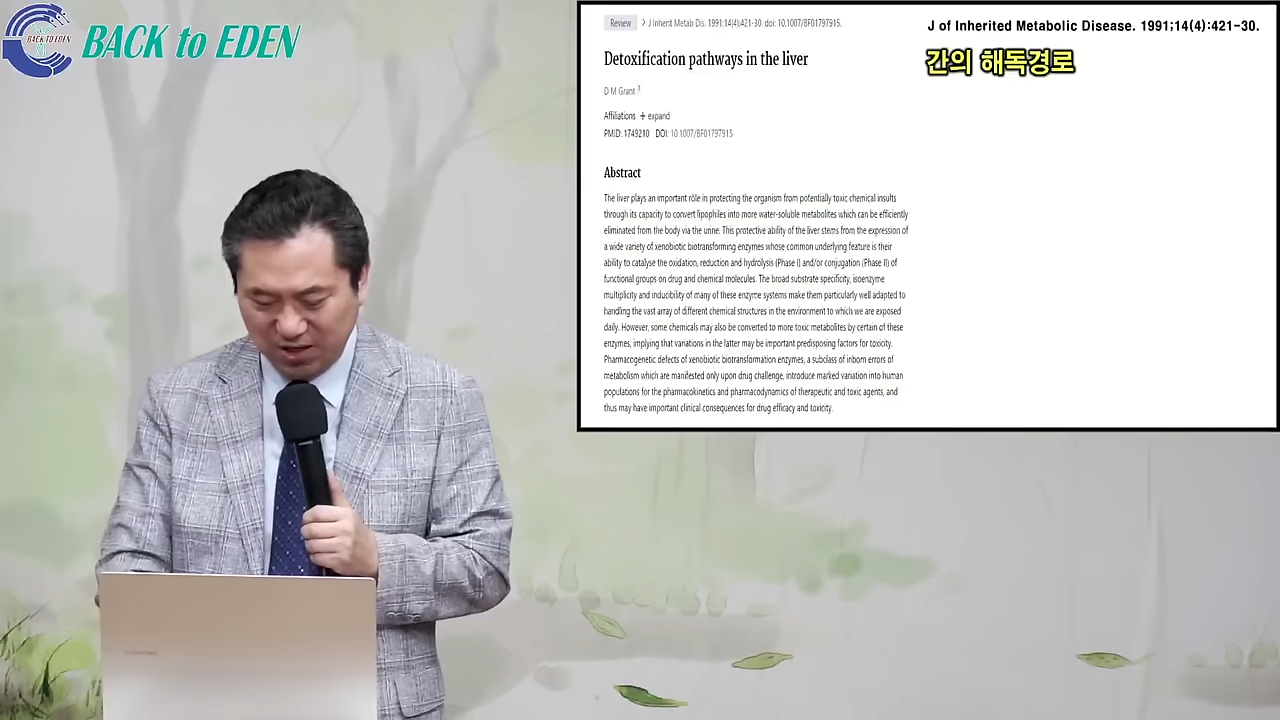 BACK TO EDEN
BACK to EDEN
Review > J Inherit Metab Dis. 1991;14(4):421-30. doi: 10.1007/BF01797915.
Detoxification pathways in the liver
D M Grant 1
Affiliations + expand
PMID: 1749210 DOI: 10.1007/BF01797915
Abstract
The liver plays an important rôle in protecting the organism from potentially toxic chemical insults
through its capacity to convert lipophiles into more water-soluble metabolites which can be efficiently
eliminated from the body via the urine. This protective ability of the liver stems from the expression of
a wide variety of xenobiotic biotransforming enzymes whose common underlying feature is their
ability to catalyse the oxidation, reduction and hydrolysis (Phase I) and/or conjugation (Phase II) of
functional groups on drug and chemical molecules. The broad substrate specificity, isoenzyme
multiplicity and inducibility of many of these enzyme systems make them particularly well adapted to
handling the vast array of different chemical structures in the environment to which we are exposed
daily. However, some chemicals may also be converted to more toxic metabolites by certain of these
enzymes, implying that variations in the latter may be important predisposing factors for toxicity.
Pharmacogenetic defects of xenobiotic biotransformation enzymes, a subclass of inborn errors of
metabolism which are manifested only upon drug challenge, introduce marked variation into human
populations for the pharmacokinetics and pharmacodynamics of therapeutic and toxic agents, and
thus may have important clinical consequences for drug efficacy and toxicity.
J of Inherited Metabolic Disease. 1991;14(4):421-30.
간의 해독경로